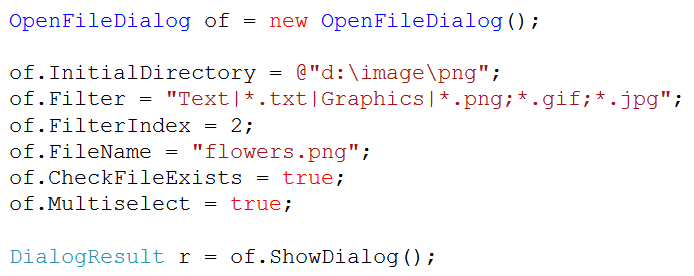 OpenFileDialog of = new OpenFileDialog();
of.InitialDirectory = @"d:\image\png";
of.Filter = "Text|*.txt|Graphics|*.png;*.gif;*.jpg";
of.FilterIndex = 2;
of.FileName = "flowers.png";
of.CheckFileExists = true;
of.Multiselect = true;
DialogResult r = of.ShowDialog();